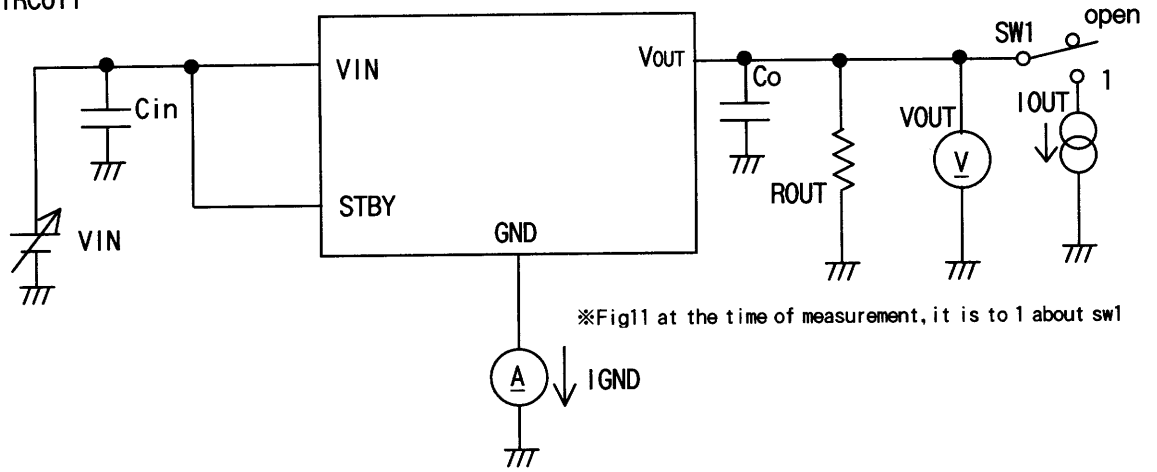 open
SW1
VIN
VOUT
Co
1
Cin
IOUT
VOUT
V
ROUT
STBY
VIN
GND
※Fig11 at the time of measurement, it is to 1 about sw1
A
IGND